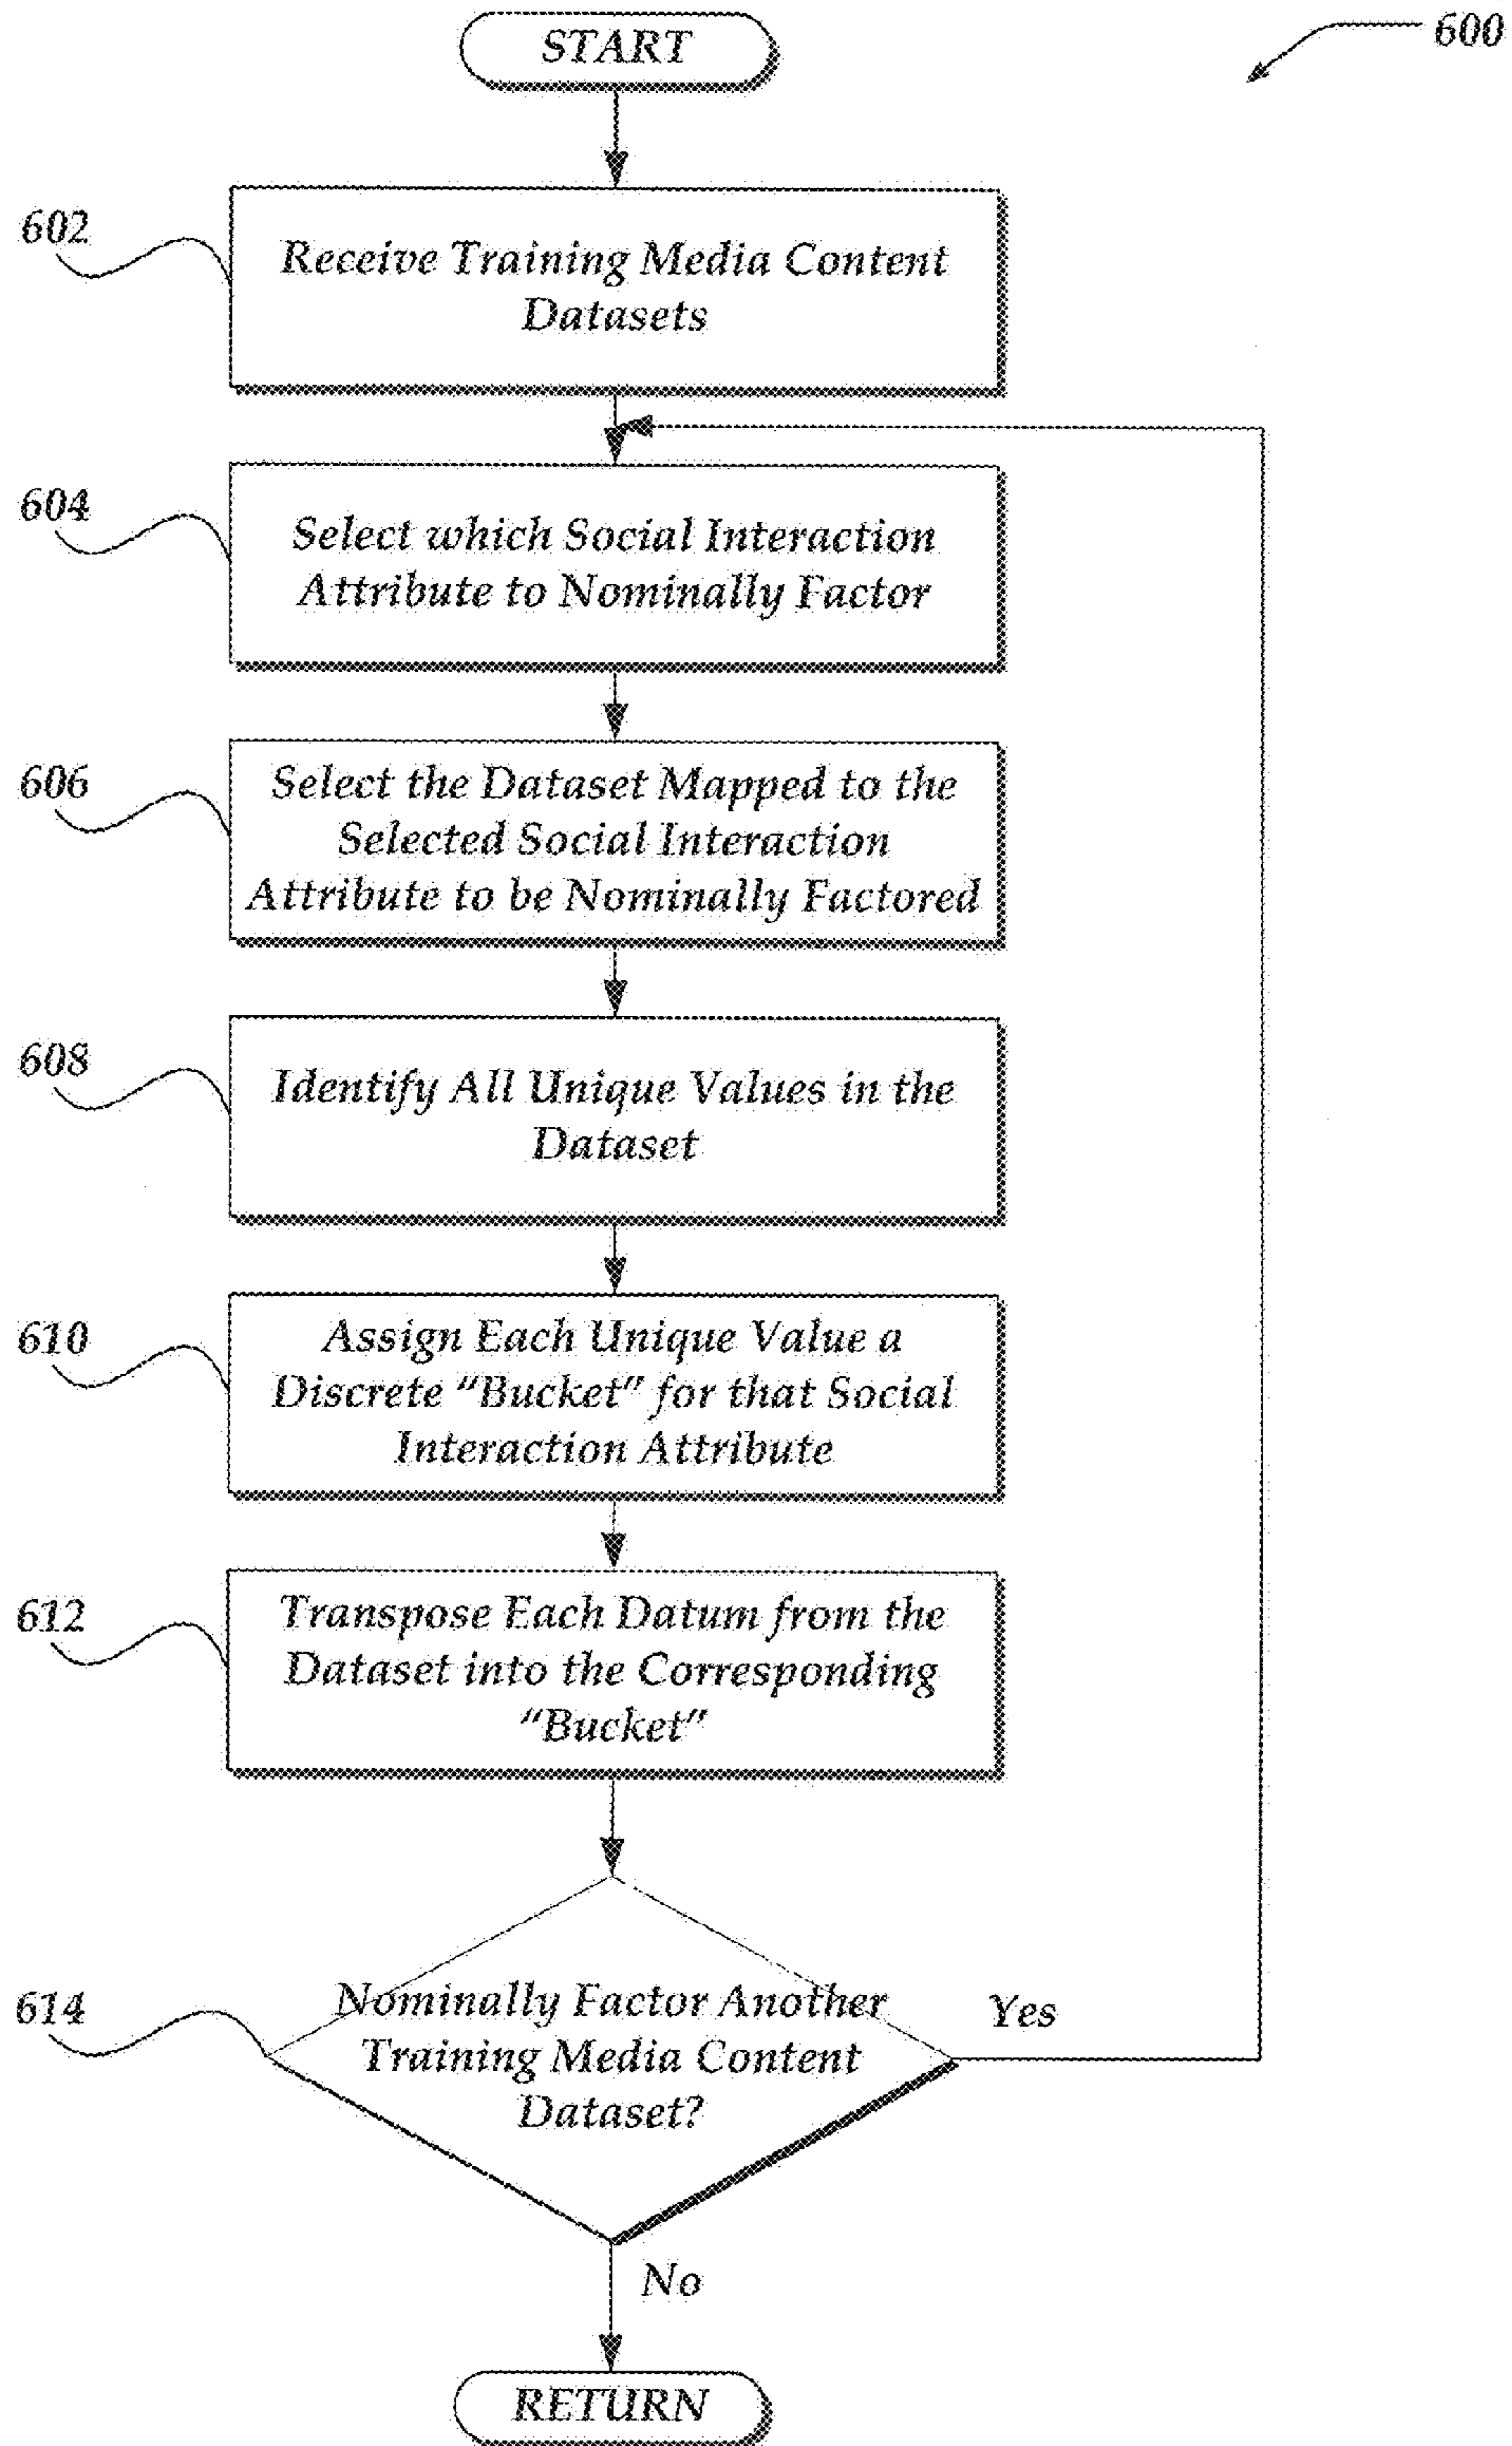 START
600
602
Receive Training Media Content
Datasets
604
Select which Social Interaction
Attribute to Nominally Factor
606
Select the Dataset Mapped to the
Selected Social Interaction
Attribute to be Nominally Factored
608
Identify All Unique Values in the
Dataset
610
Assign Each Unique Value a
Discrete "Bucket" for that Social
Interaction Attribute
612
Transpose Each Datum from the
Dataset into the Corresponding
"Bucket"
614
Nominally Factor Another
Training Media Content
Dataset?
Yes
No
RETURN